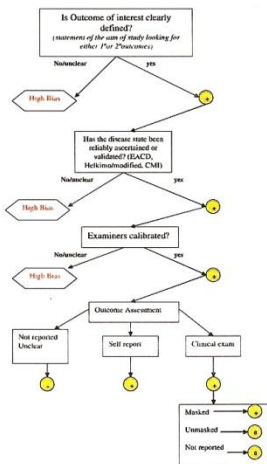 Is Outcome of interest clearly
defined?
(statement of the aim of study looking for
either 1°or 2°outcomes)
No/unclear
yes
High Bias
+
Has the disease state been
reliably ascertained or
validated? (EACD,
Helkimo/modified, CMI)
No/unclear
yes
High Bias
+
Examiners calibrated?
No/unclear
yes
High Bias
+
Outcome Assessment
Not reported
Unclear
Self report
Clinical exam
-
+
+
Masked
+
Unmasked
Not reported